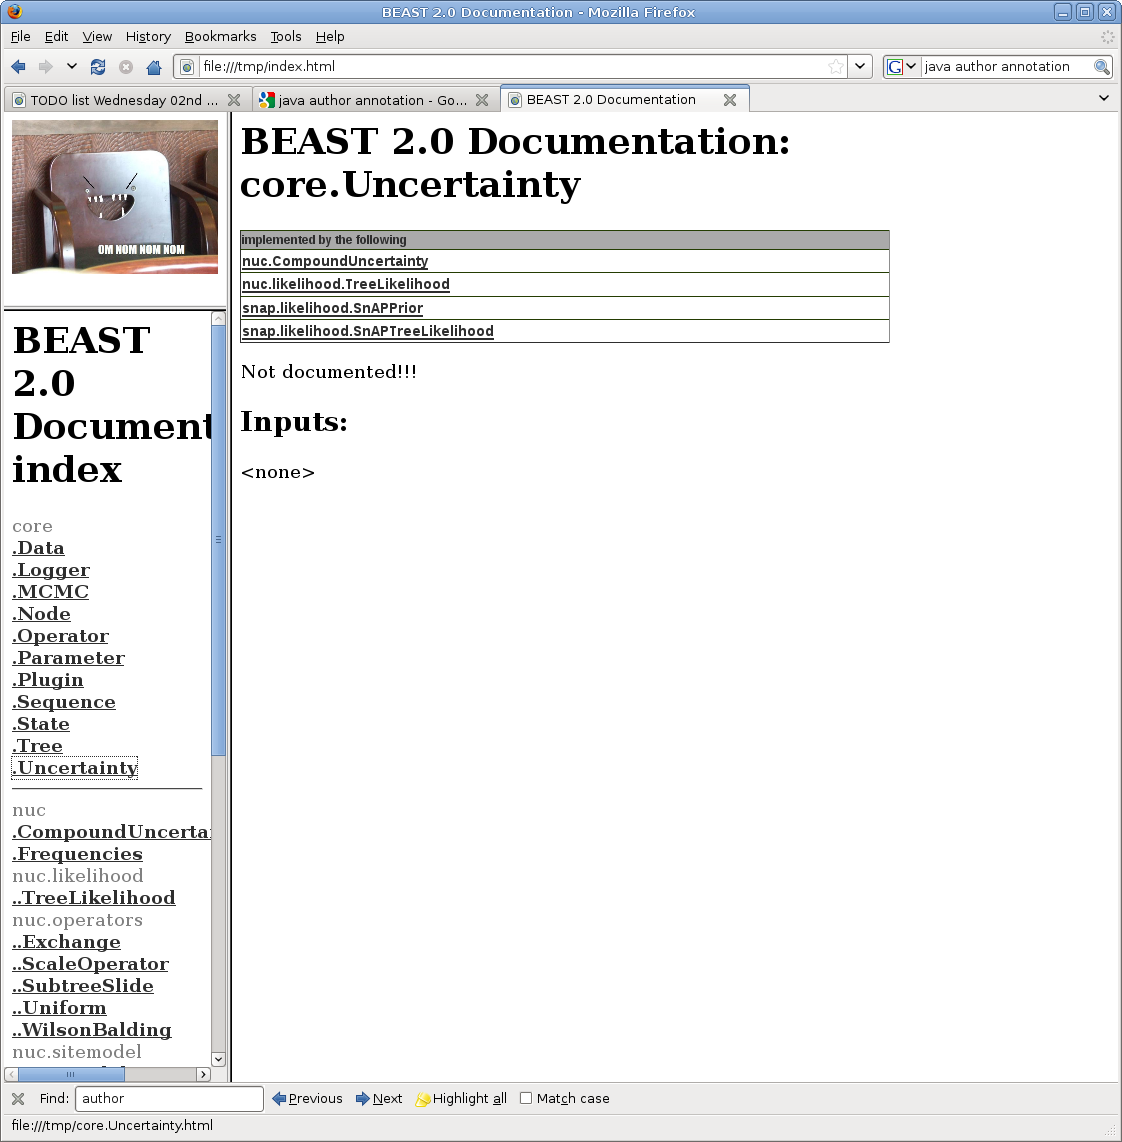 BEAST 2.0 Documentation - Mozilla Firefox
File Edit View History Bookmarks Tools Help
file:///tmp/index.html
java author annotation
TODO list Wednesday 02nd ...
java author annotation - Go...
BEAST 2.0 Documentation
OM NOM NOM NOM
BEAST
2.0
Document
index
core
.Data
.Logger
.MCMC
.Node
.Operator
.Parameter
.Plugin
.Sequence
.State
.Tree
.Uncertainty
nuc
.CompoundUncertai
.Frequencies
nuc.likelihood
..TreeLikelihood
nuc.operators
..Exchange
..ScaleOperator
..SubtreeSlide
..Uniform
..WilsonBalding
nuc.sitemodel
BEAST 2.0 Documentation:
core.Uncertainty
implemented by the following
nuc.CompoundUncertainty
nuc.likelihood.TreeLikelihood
snap.likelihood.SnAPPrior
snap.likelihood.SnAPTreeLikelihood
Not documented!!!
Inputs:
<none>
Find: author Previous Next Highlight all Match case
file:///tmp/core.Uncertainty.html